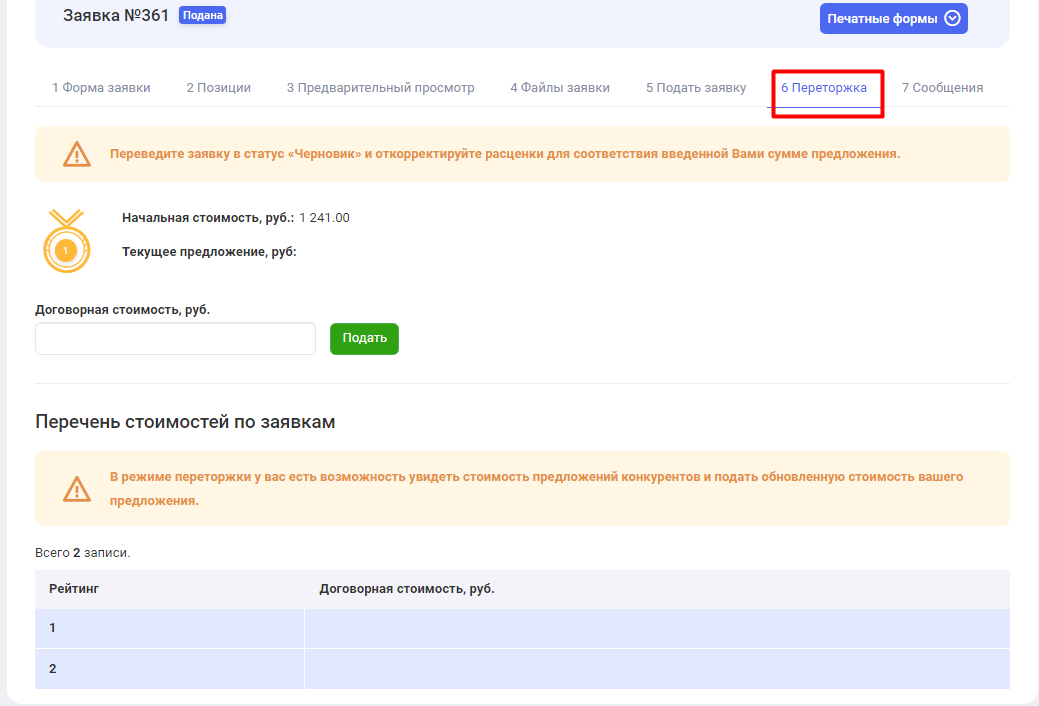 Заявка №361 Подана
Печатные формы
1 Форма заявки 2 Позиции 3 Предварительный просмотр 4 Файлы заявки 5 Подать заявку 6 Переторжка 7 Сообщения
Переведите заявку в статус «Черновик» и откорректируйте расценки для соответствия введенной Вами сумме предложения.
1
Начальная стоимость, руб.: 1 241.00
Текущее предложение, руб:
Договорная стоимость, руб.
Подать
Перечень стоимостей по заявкам
В режиме переторжки у вас есть возможность увидеть стоимость предложений конкурентов и подать обновленную стоимость вашего
предложения.
Всего 2 записи.
Рейтинг Договорная стоимость, руб.
1
2